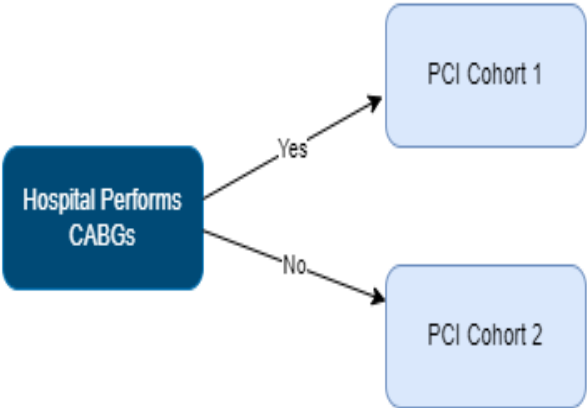 PCI Cohort 1
Yes
Hospital Performs
CABGs
No
PCI Cohort 2